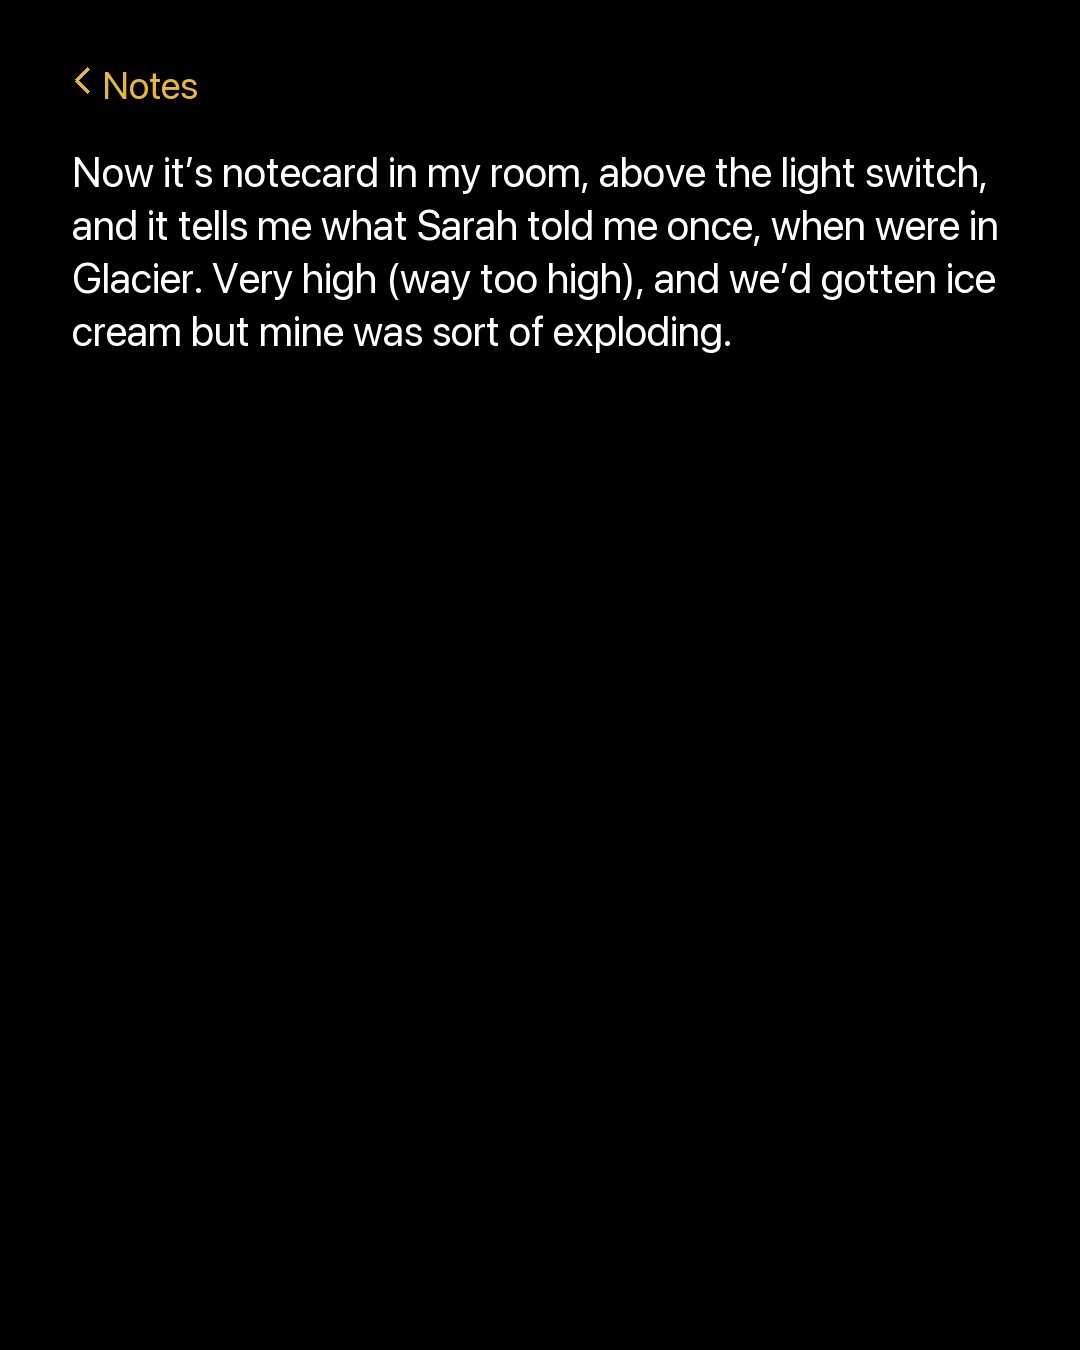 Notes
Now it’s notecard in my room, above the light switch,
and it tells me what Sarah told me once, when were in
Glacier. Very high (way too high), and we’d gotten ice
cream but mine was sort of exploding.